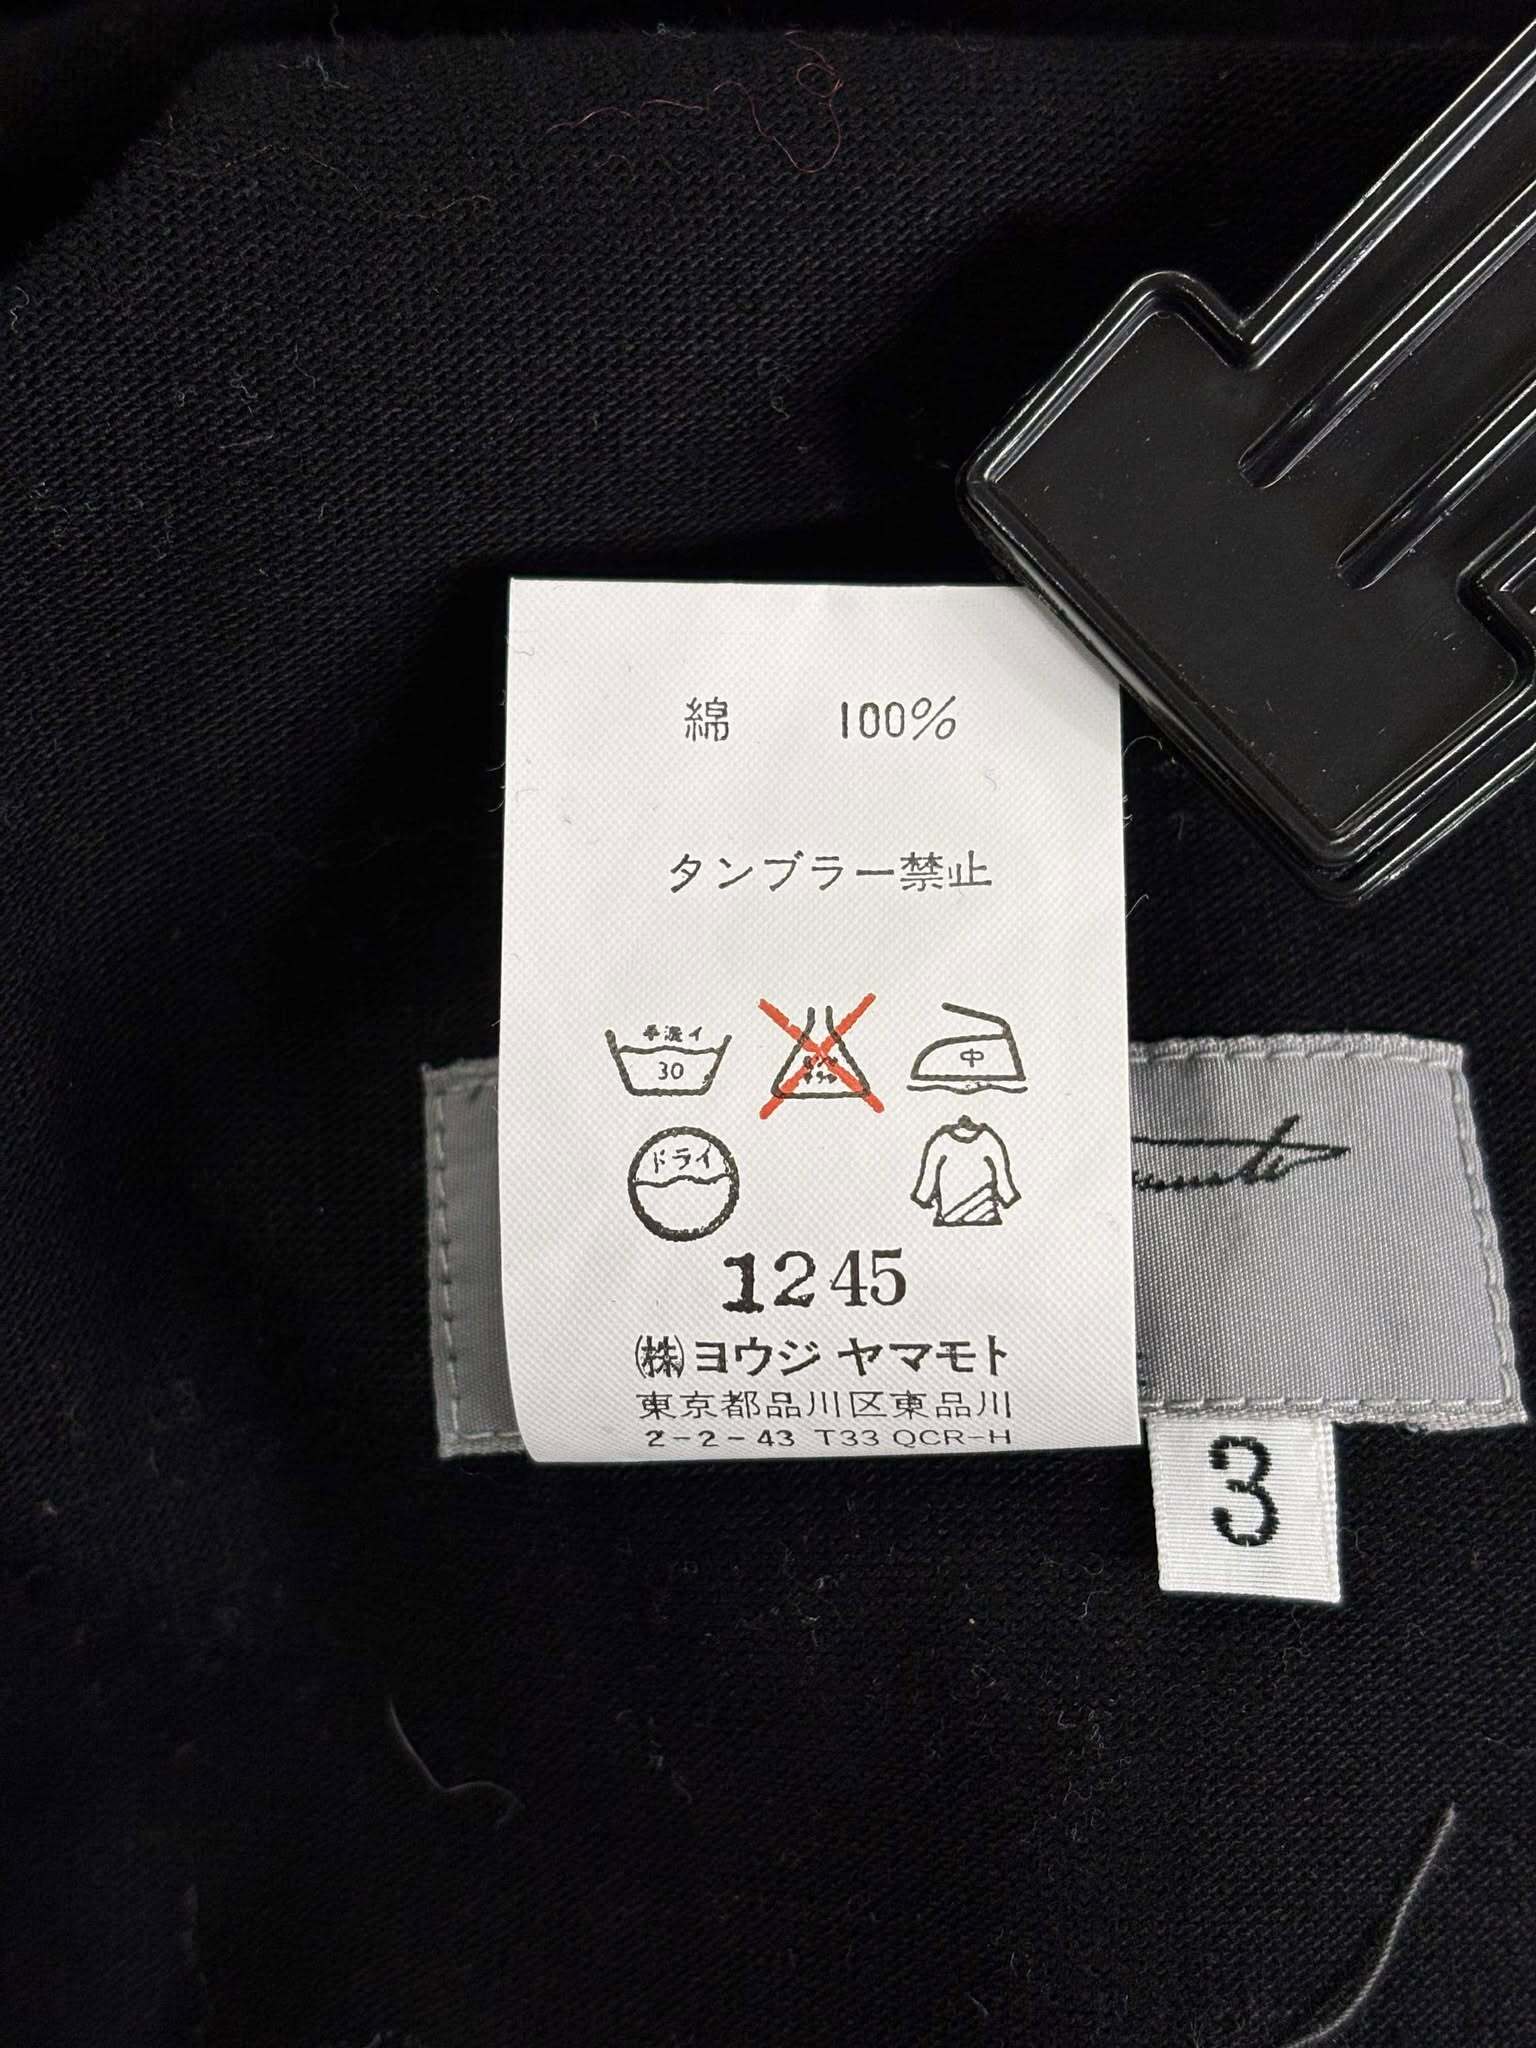 綿 100%
タンブラー禁止
手洗イ
30
中
ドライ
1245
㈱ヨウジヤマモト
東京都品川区東品川
2-2-43 T33 QCR-H
3